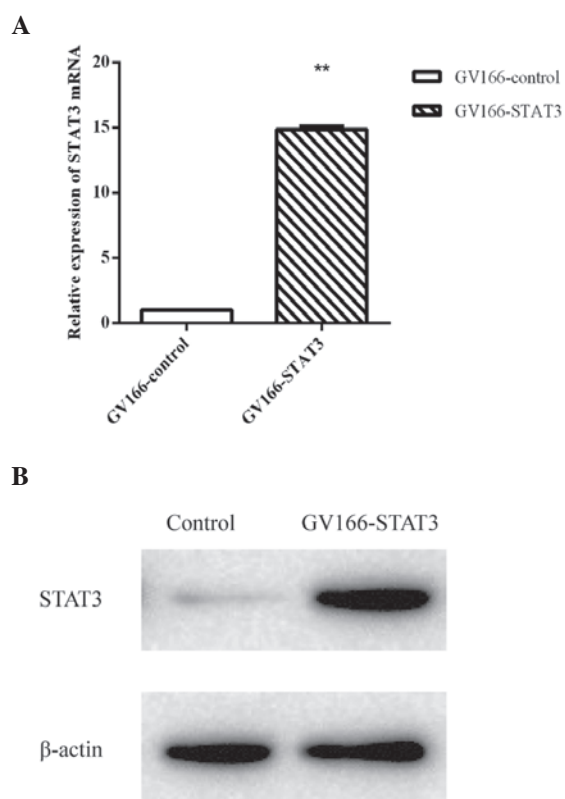 A
Relative expression of STAT3 mRNA
20
15
10
5
0
**
GV166-control
GV166-STAT3
GV166-control
GV166-STAT3
B
Control GV166-STAT3
STAT3
β-actin